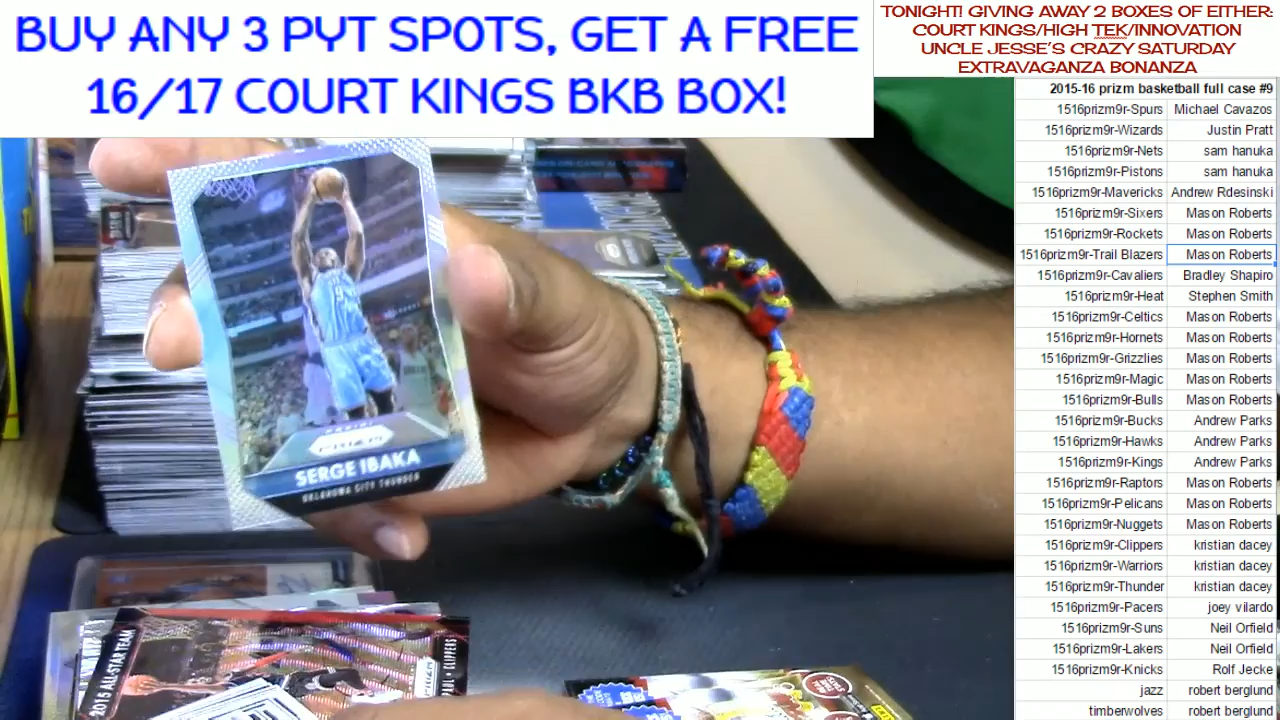 BUY ANY 3 PYT SPOTS, GET A FREE
16/17 COURT KINGS BKB BOX!
TONIGHT! GIVING AWAY 2 BOXES OF EITHER:
COURT KINGS/HIGH TEK/INNOVATION
UNCLE JESSE'S CRAZY SATURDAY
EXTRAVAGANZA BONANZA
2015-16 prizm basketball full case #9
1516prizm9r-Spurs Michael Cavazos
1516prizm9r-Wizards Justin Pratt
1516prizm9r-Nets sam hanuka
1516prizm9r-Pistons sam hanuka
1516prizm9r-Mavericks Andrew Rdesinski
1516prizm9r-Sixers Mason Roberts
1516prizm9r-Rockets Mason Roberts
1516prizm9r-Trail Blazers Mason Roberts
1516prizm9r-Cavaliers Bradley Shapiro
1516prizm9r-Heat Stephen Smith
1516prizm9r-Celtics Mason Roberts
1516prizm9r-Hornets Mason Roberts
1516prizm9r-Grizzlies Mason Roberts
1516prizm9r-Magic Mason Roberts
1516prizm9r-Bulls Mason Roberts
1516prizm9r-Bucks Andrew Parks
1516prizm9r-Hawks Andrew Parks
1516prizm9r-Kings Andrew Parks
1516prizm9r-Raptors Mason Roberts
1516prizm9r-Pelicans Mason Roberts
1516prizm9r-Nuggets Mason Roberts
1516prizm9r-Clippers kristian dacey
1516prizm9r-Warriors kristian dacey
1516prizm9r-Thunder kristian dacey
1516prizm9r-Pacers joey vilardo
1516prizm9r-Suns Neil Orfield
1516prizm9r-Lakers Neil Orfield
1516prizm9r-Knicks Rolf Jecke
jazz robert berglund
timberwolves robert berglund
PRIZM
SERGE IBAKA
OKLAHOMA CITY THUNDER
2015 ALL-STAR TEAM
PAUL · CLIPPERS